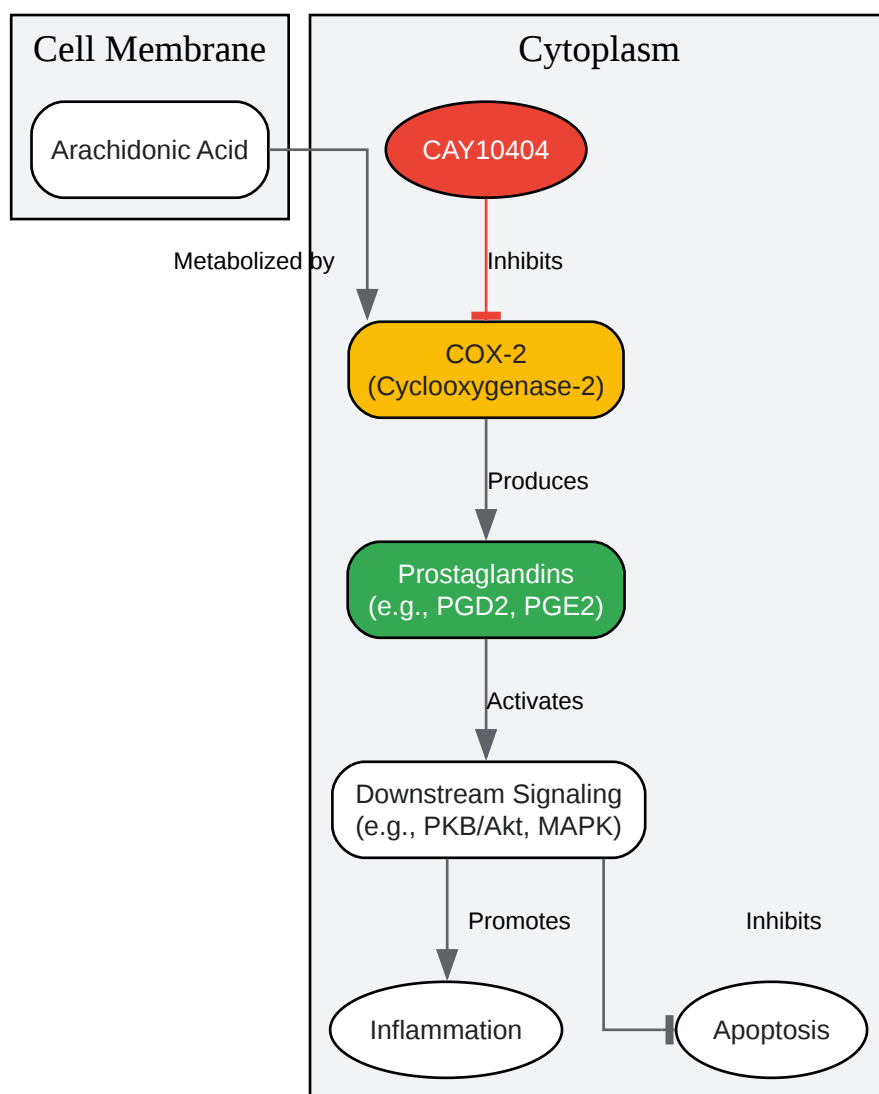 Cell Membrane
Cytoplasm
Arachidonic Acid
CAY10404
Metabolized by
Inhibits
COX-2
(Cyclooxygenase-2)
Produces
Prostaglandins
(e.g., PGD2, PGE2)
Activates
Downstream Signaling
(e.g., PKB/Akt, MAPK)
Promotes
Inhibits
Inflammation
Apoptosis